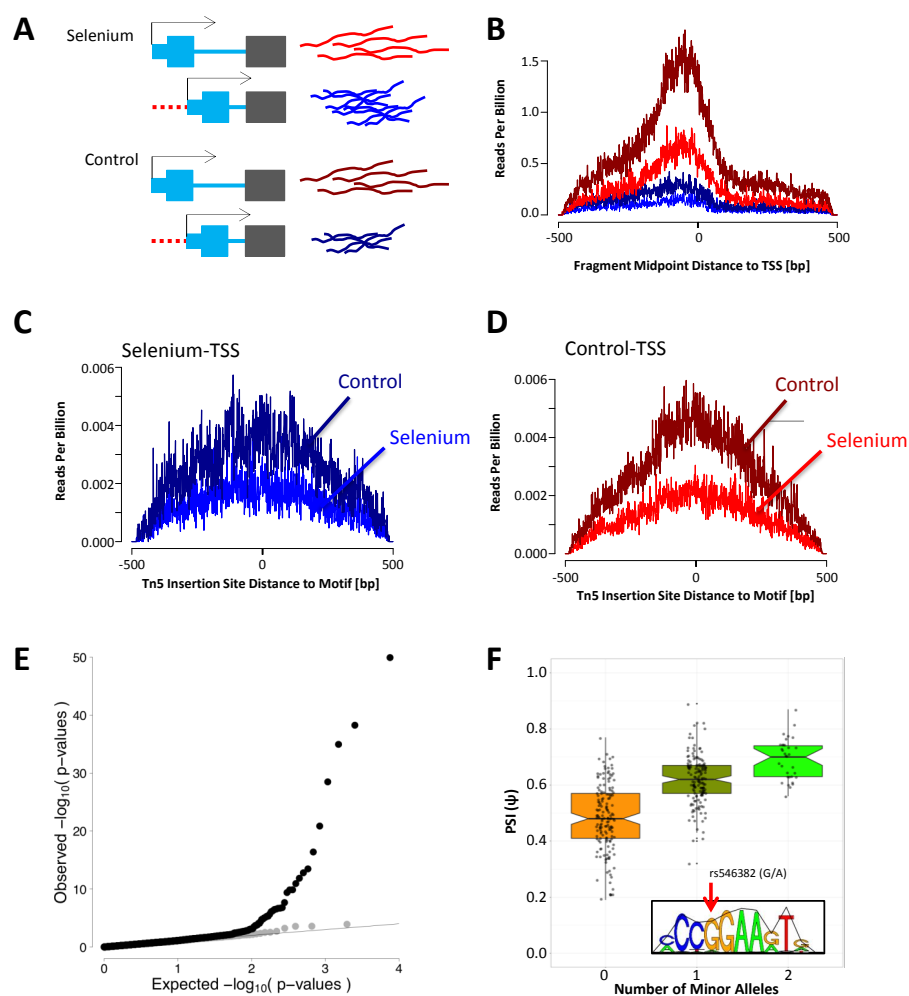 A
Selenium
Control
B
Reads Per Billion
1.5
1.0
0.5
0.0
-500
0
500
Fragment Midpoint Distance to TSS [bp]
C
Selenium-TSS
Reads Per Billion
0.006
0.004
0.002
0.000
Control
Selenium
-500
0
500
Tn5 Insertion Site Distance to Motif [bp]
D
Control-TSS
Reads Per Billion
0.006
0.004
0.002
0.000
Control
Selenium
-500
0
500
Tn5 Insertion Site Distance to Motif [bp]
E
Observed −log10( p-values )
50
40
30
20
10
0
0
1
2
3
4
Expected −log10( p-values )
F
PSI (ψ)
1.0
0.8
0.6
0.4
0.2
0.0
rs546382 (G/A)
CCGGAAGT
0
1
2
Number of Minor Alleles